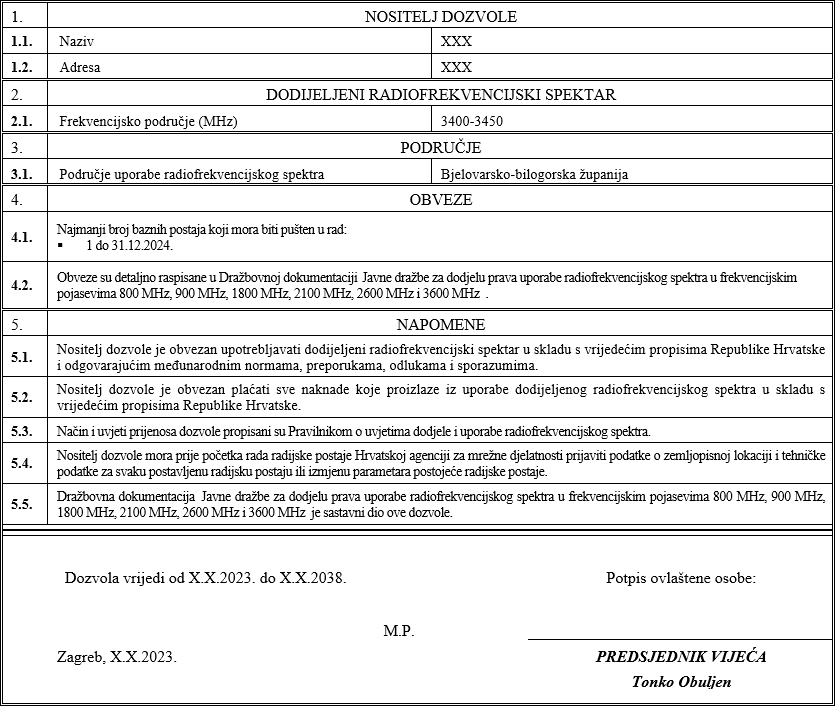 1. NOSITELJ DOZVOLE
1.1. Naziv XXX
1.2. Adresa XXX
2. DODIJELJENI RADIOFREKVENCIJSKI SPEKTAR
2.1. Frekvencijsko područje (MHz) 3400-3450
3. PODRUČJE
3.1. Područje uporabe radiofrekvencijskog spektra Bjelovarsko-bilogorska županija
4. OBVEZE
4.1. Najmanji broj baznih postaja koji mora biti pušten u rad:
▪ 1 do 31.12.2024.
4.2. Obveze su detaljno raspisane u Dražbovnoj dokumentaciji Javne dražbe za dodjelu prava uporabe radiofrekvencijskog spektra u frekvencijskim
pojasevima 800 MHz, 900 MHz, 1800 MHz, 2100 MHz, 2600 MHz i 3600 MHz .
5. NAPOMENE
5.1. Nositelj dozvole je obvezan upotrebljavati dodijeljeni radiofrekvencijski spektar u skladu s vrijedećim propisima Republike Hrvatske
i odgovarajućim međunarodnim normama, preporukama, odlukama i sporazumima.
5.2. Nositelj dozvole je obvezan plaćati sve naknade koje proizlaze iz uporabe dodijeljenog radiofrekvencijskog spektra u skladu s
vrijedećim propisima Republike Hrvatske.
5.3. Način i uvjeti prijenosa dozvole propisani su Pravilnikom o uvjetima dodjele i uporabe radiofrekvencijskog spektra.
5.4. Nositelj dozvole mora prije početka rada radijske postaje Hrvatskoj agenciji za mrežne djelatnosti prijaviti podatke o zemljopisnoj lokaciji i tehničke
podatke za svaku postavljenu radijsku postaju ili izmjenu parametara postojeće radijske postaje.
5.5. Dražbovna dokumentacija Javne dražbe za dodjelu prava uporabe radiofrekvencijskog spektra u frekvencijskim pojasevima 800 MHz, 900 MHz,
1800 MHz, 2100 MHz, 2600 MHz i 3600 MHz je sastavni dio ove dozvole.
Dozvola vrijedi od X.X.2023. do X.X.2038. Potpis ovlaštene osobe:
M.P.
Zagreb, X.X.2023. PREDSJEDNIK VIJEĆA
Tonko Obuljen